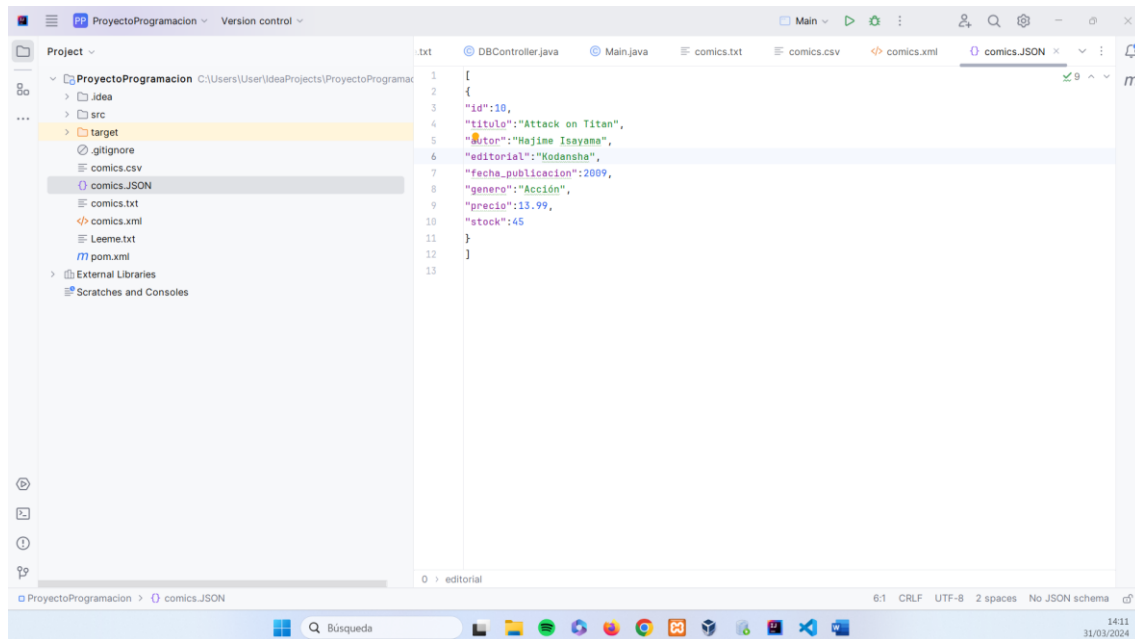 PP ProyectoProgramacion Version control Main
Project
.txt DBController.java Main.java comics.txt comics.csv comics.xml comics.JSON
ProyectoProgramacion C:\Users\User\IdeaProjects\ProyectoProgramac
.idea
src
target
.gitignore
comics.csv
comics.JSON
comics.txt
comics.xml
Leeme.txt
pom.xml
External Libraries
Scratches and Consoles
9
1 [
2 {
3 "id":10,
4 "titulo":"Attack on Titan",
5 "autor":"Hajime Isayama",
6 "editorial":"Kodansha",
7 "fecha_publicacion":2009,
8 "genero":"Acción",
9 "precio":13.99,
10 "stock":45
11 }
12 ]
13
0 > editorial
ProyectoProgramacion > comics.JSON 6:1 CRLF UTF-8 2 spaces No JSON schema
Búsqueda
14:11
31/03/2024